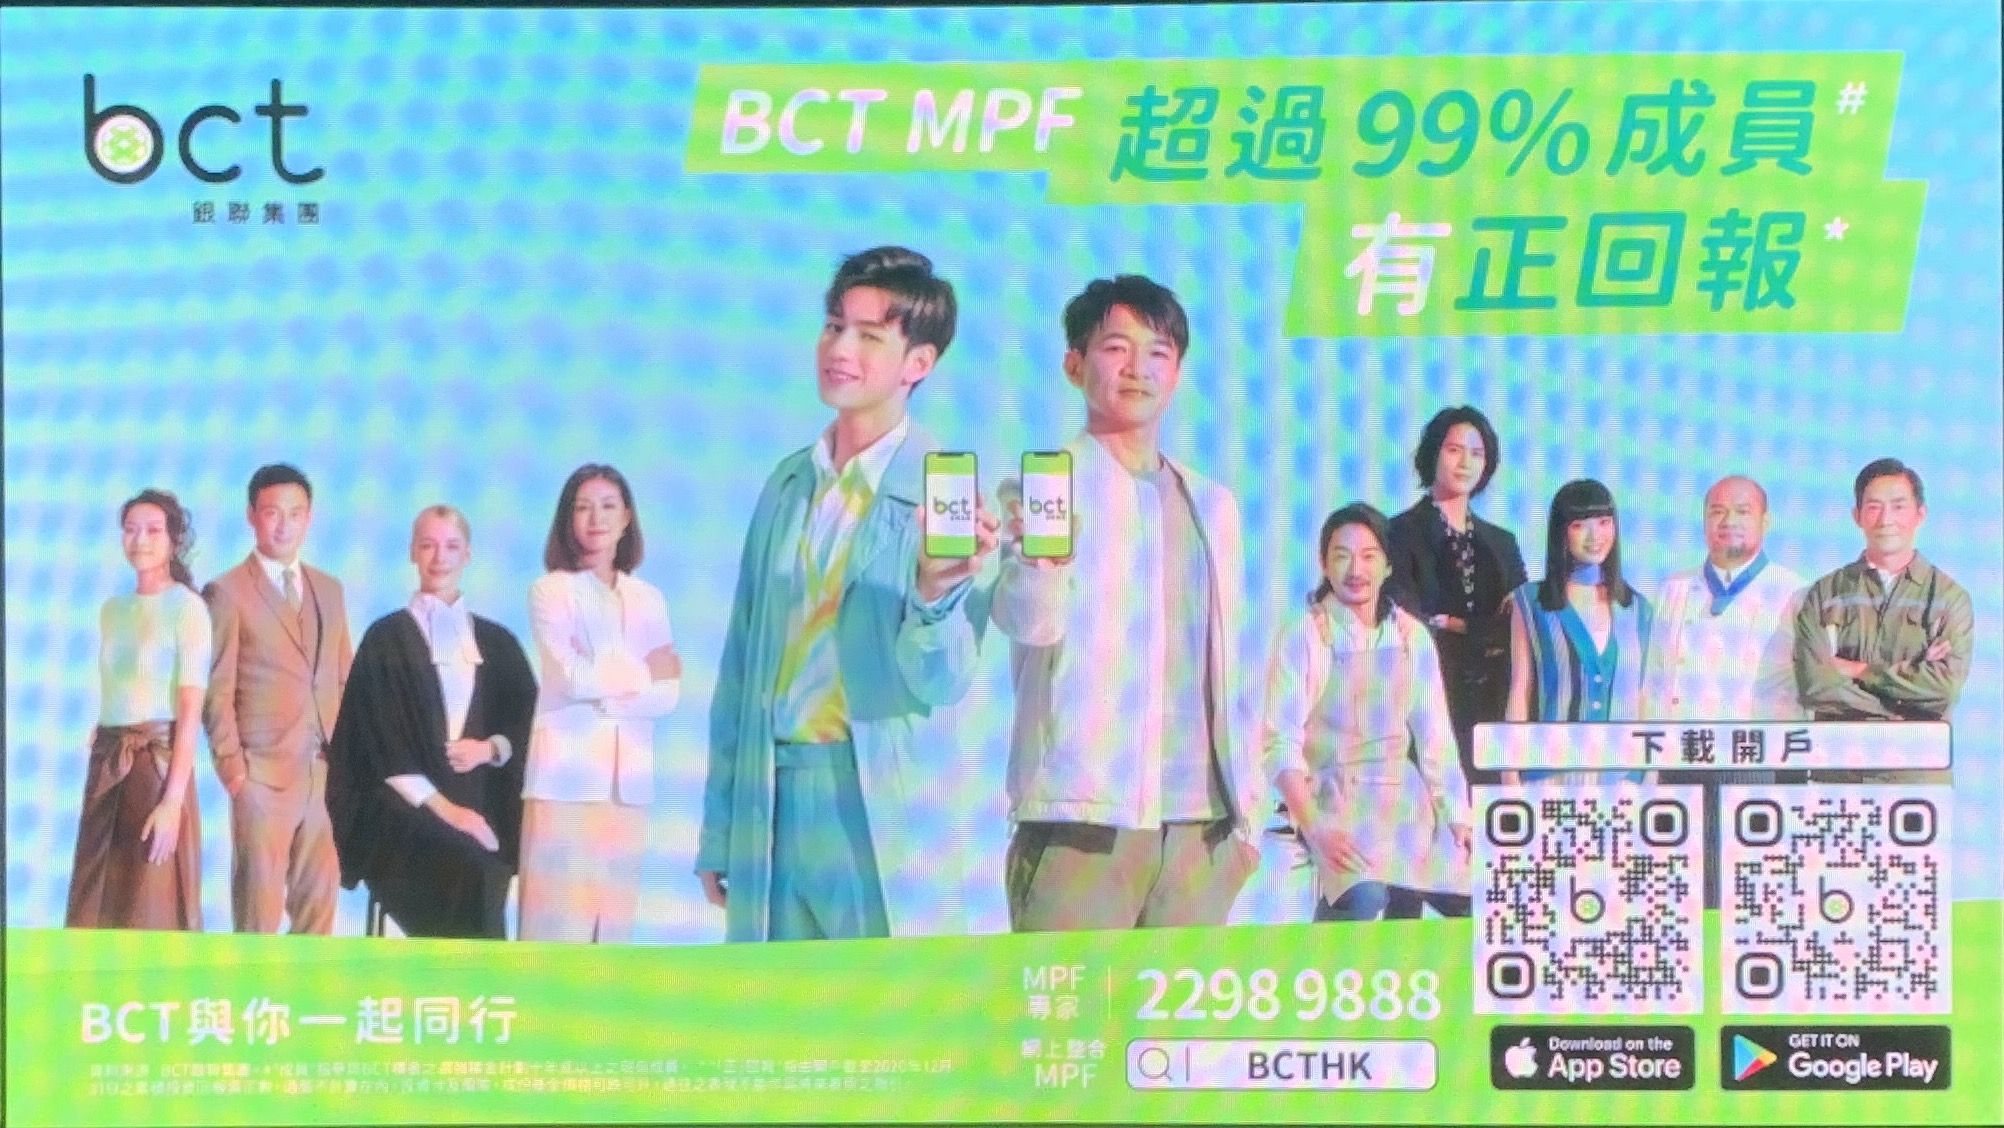 bct
銀聯集團
BCT MPF 超過99%成員#
有正回報*
bct
bct
下載開戶
BCT與你一起同行
MPF
專家
2298 9888
網上整合
MPF
BCTHK
Download on the
App Store
GET IT ON
Google Play